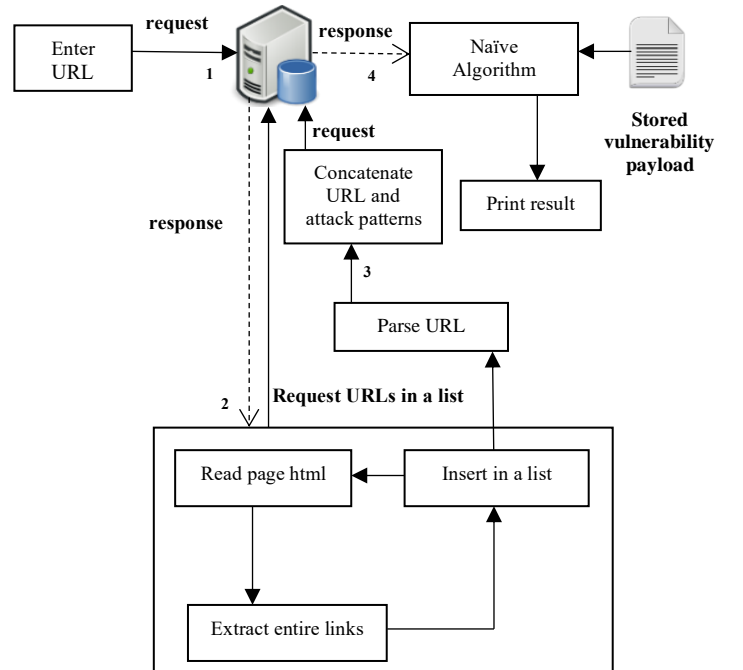 Enter
URL
request
1
response
4
Naïve
Algorithm
Stored
vulnerability
payload
request
Concatenate
URL and
attack patterns
Print result
response
3
Parse URL
2
Request URLs in a list
Read page html
Insert in a list
Extract entire links